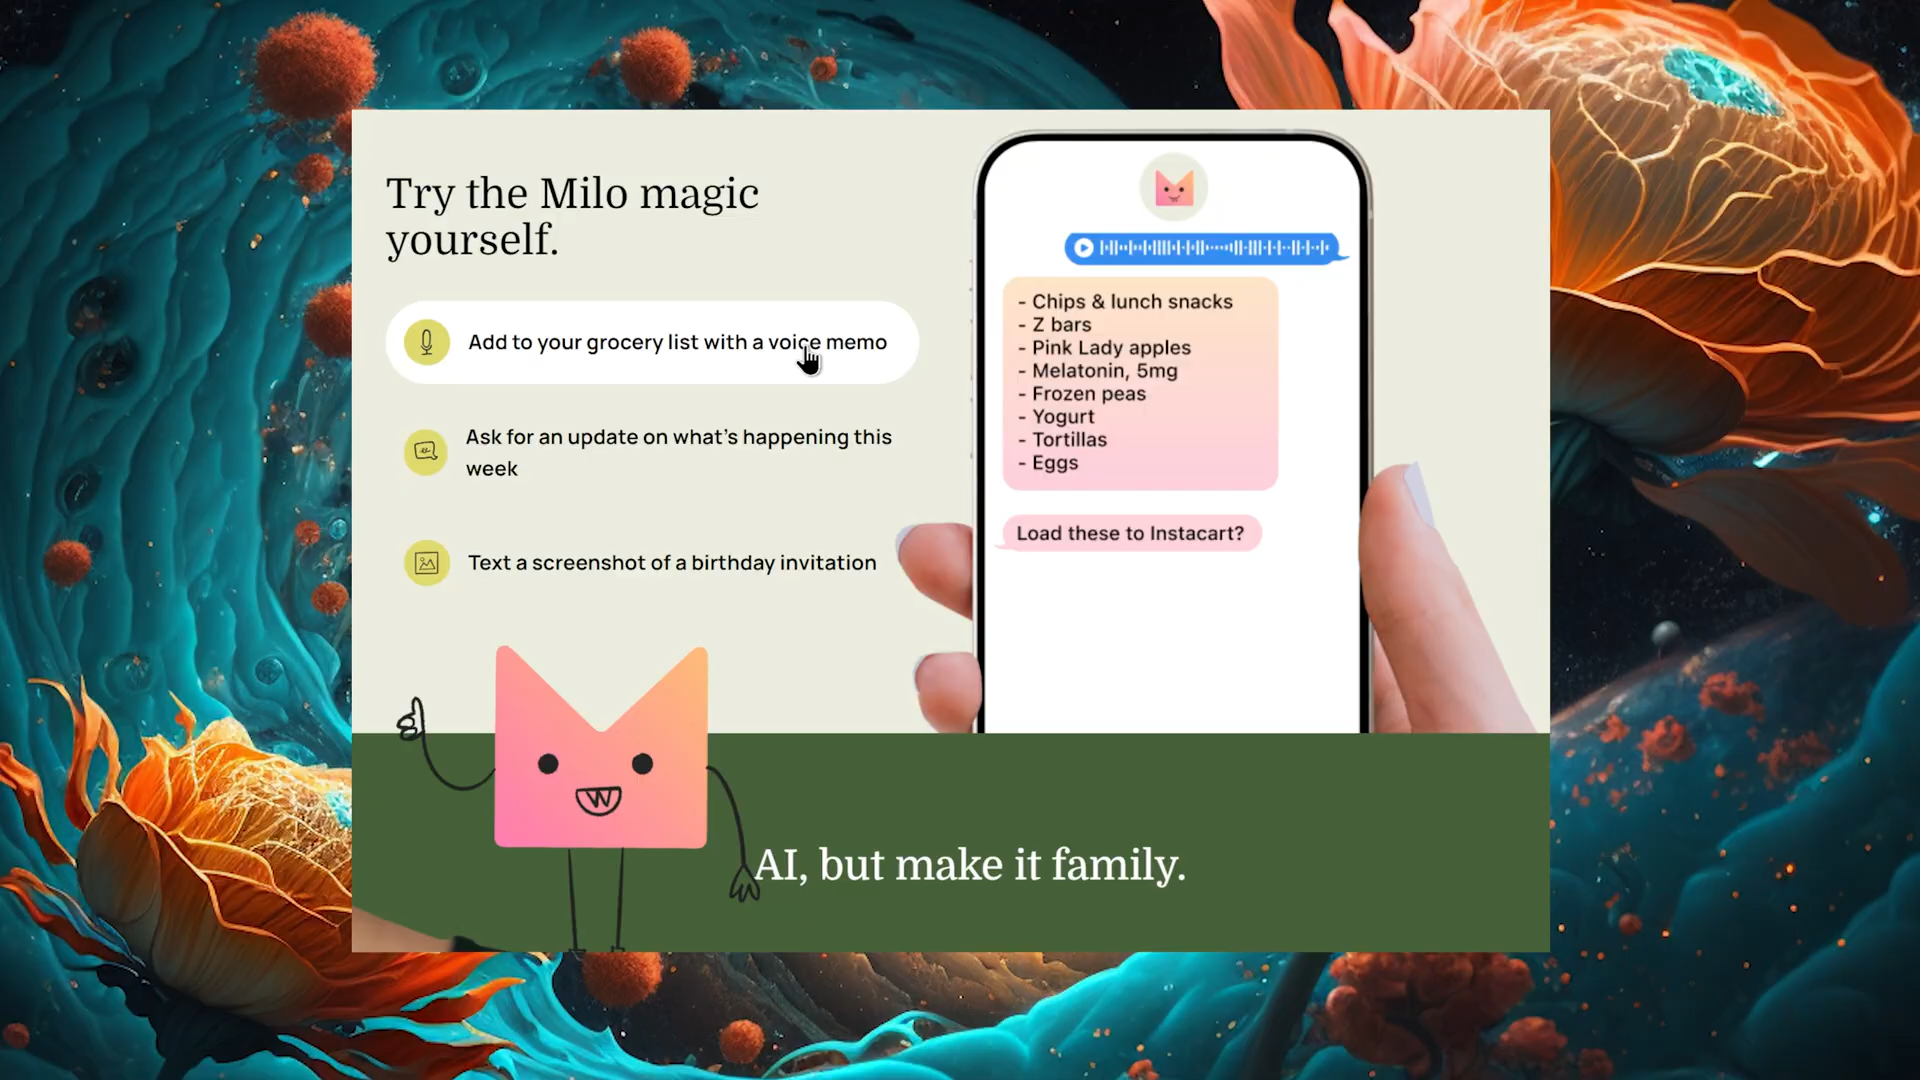 Try the Milo magic
yourself.
Add to your grocery list with a voice memo
Ask for an update on what's happening this
week
Text a screenshot of a birthday invitation
- Chips & lunch snacks
- Z bars
- Pink Lady apples
- Melatonin, 5mg
- Frozen peas
- Yogurt
- Tortillas
- Eggs
Load these to Instacart?
AI, but make it family.